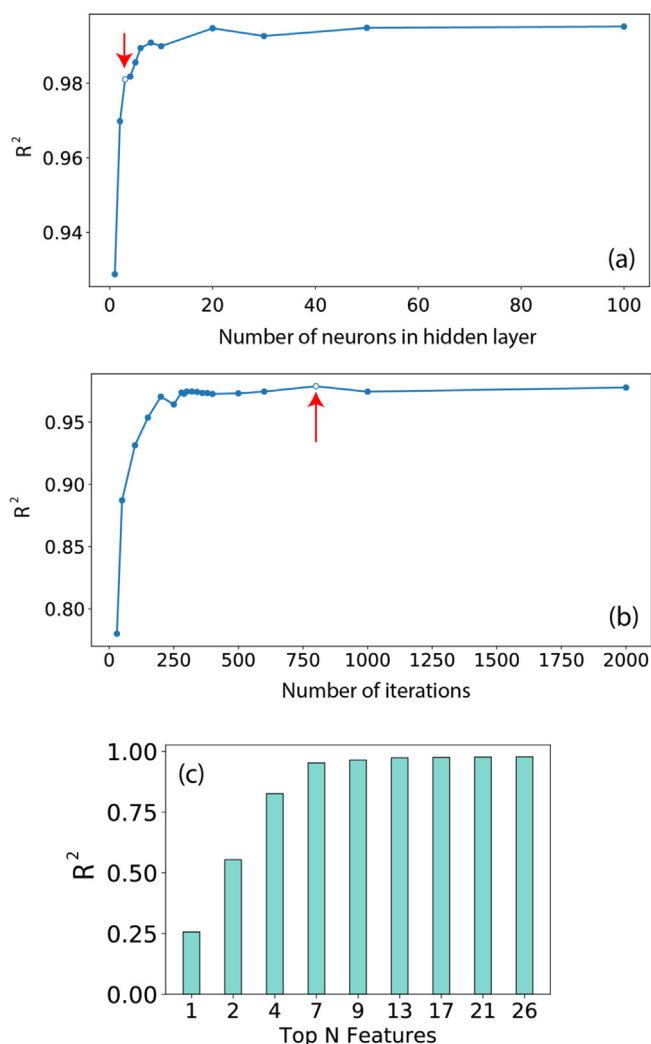 0.98
0.96
0.94
R²
(a)
0 20 40 60 80 100
Number of neurons in hidden layer
0.95
0.90
0.85
0.80
R²
(b)
0 250 500 750 1000 1250 1500 1750 2000
Number of iterations
(c)
1.00
0.75
0.50
0.25
0.00
R²
1 2 4 7 9 13 17 21 26
Top N Features